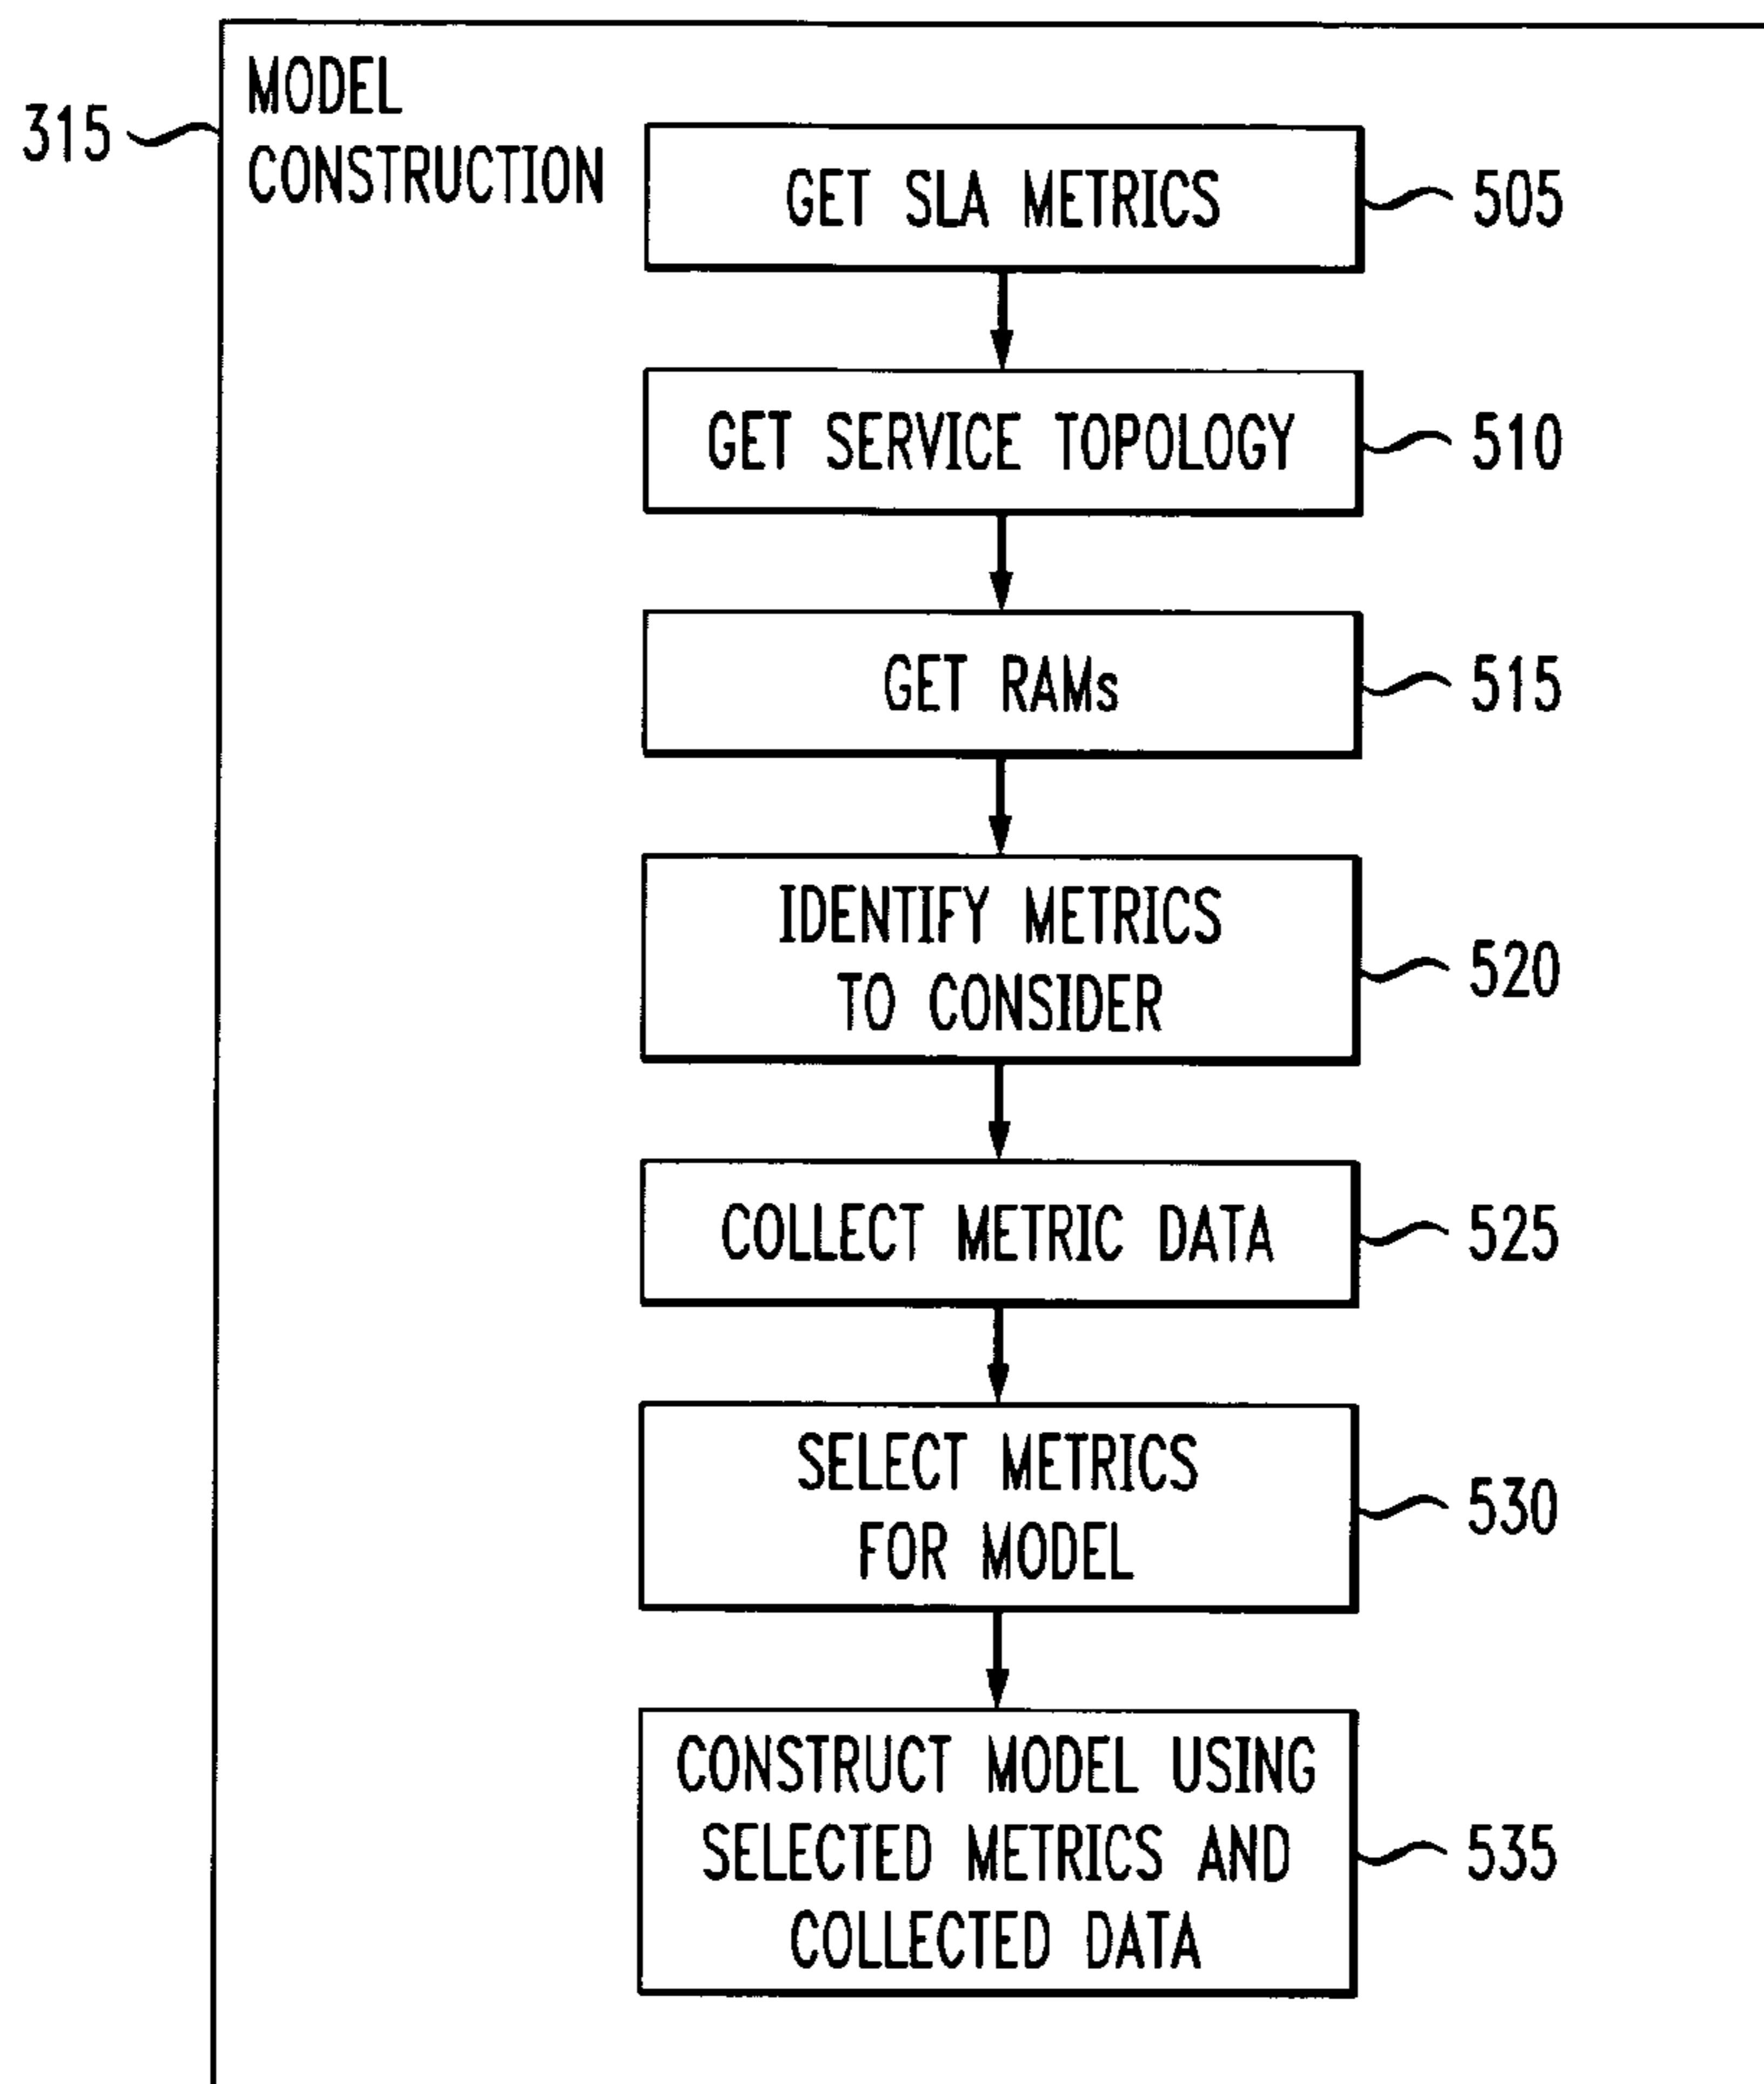 315
MODEL
CONSTRUCTION
GET SLA METRICS
505
GET SERVICE TOPOLOGY
510
GET RAMs
515
IDENTIFY METRICS
TO CONSIDER
520
COLLECT METRIC DATA
525
SELECT METRICS
FOR MODEL
530
CONSTRUCT MODEL USING
SELECTED METRICS AND
COLLECTED DATA
535